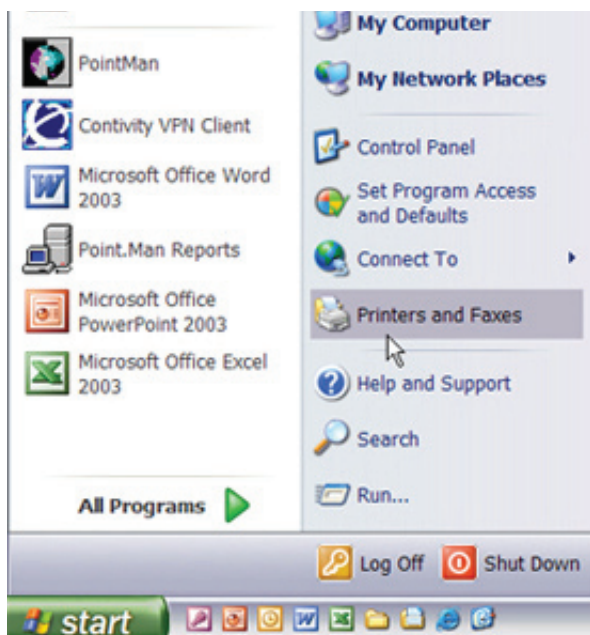 PointMan
Contivity VPN Client
Microsoft Office Word
2003
Point.Man Reports
Microsoft Office
PowerPoint 2003
Microsoft Office Excel
2003
All Programs
My Computer
My Network Places
Control Panel
Set Program Access
and Defaults
Connect To
Printers and Faxes
Help and Support
Search
Run...
Log Off
Shut Down
start